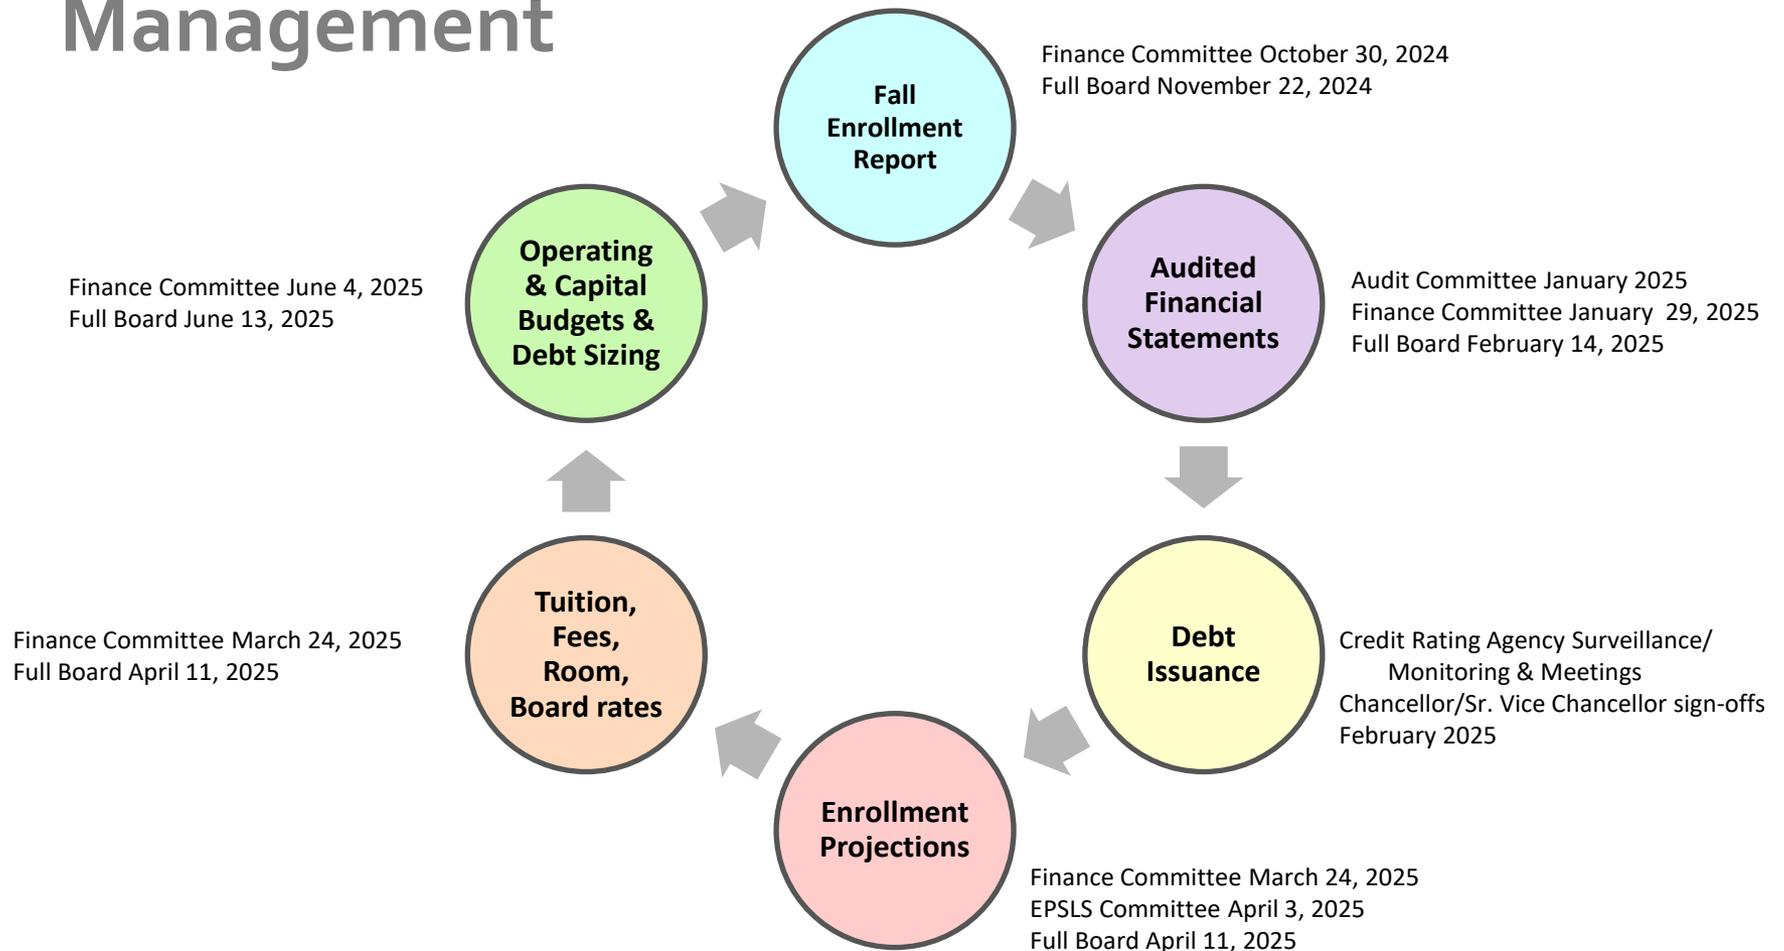 Management
Fall
Enrollment
Report
Finance Committee October 30, 2024
Full Board November 22, 2024
Audited
Financial
Statements
Audit Committee January 2025
Finance Committee January  29, 2025
Full Board February 14, 2025
Debt
Issuance
Credit Rating Agency Surveillance/
Monitoring & Meetings
Chancellor/Sr. Vice Chancellor sign-offs
February 2025
Enrollment
Projections
Finance Committee March 24, 2025
EPSLS Committee April 3, 2025
Full Board April 11, 2025
Tuition,
Fees,
Room,
Board rates
Finance Committee March 24, 2025
Full Board April 11, 2025
Operating
& Capital
Budgets &
Debt Sizing
Finance Committee June 4, 2025
Full Board June 13, 2025